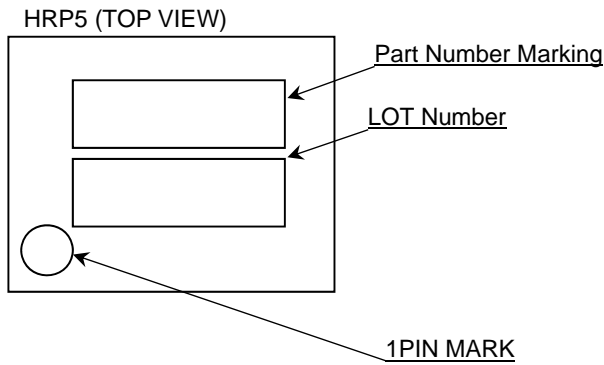 HRP5 (TOP VIEW)
Part Number Marking
LOT Number
1PIN MARK